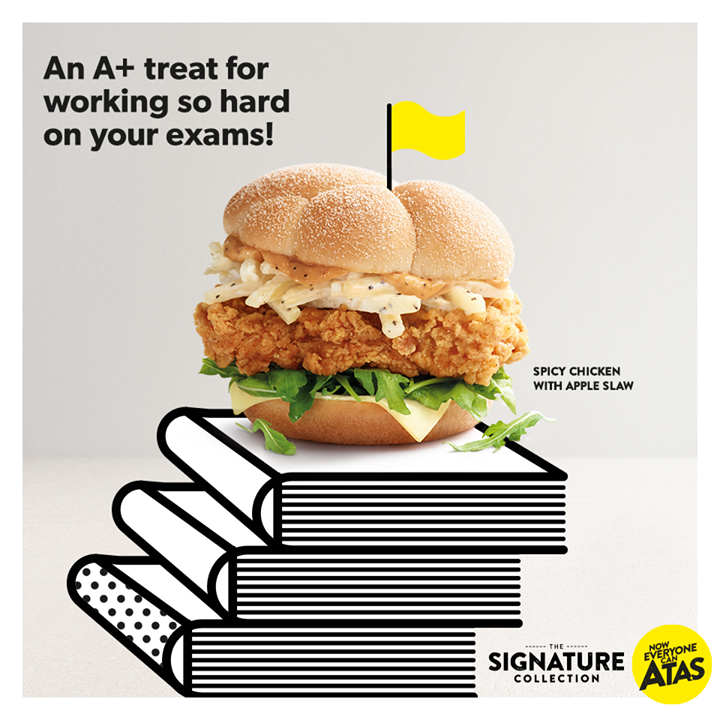 An A+ treat for
working so hard
on your exams!
SPICY CHICKEN
WITH APPLE SLAW
THE
SIGNATURE
COLLECTION
NOW
EVERYONE
CAN
ATAS